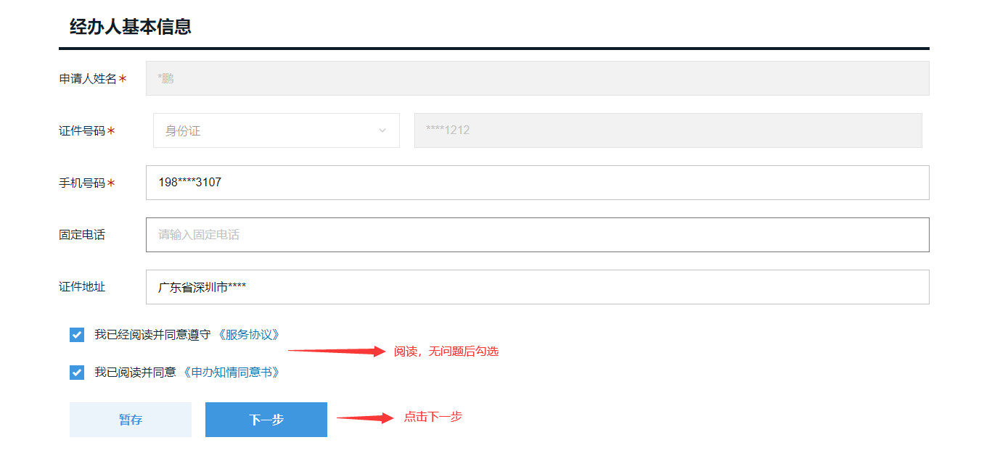 经办人基本信息
申请人姓名* *鹏
证件号码* 身份证 ****1212
手机号码* 198****3107
固定电话 请输入固定电话
证件地址 广东省深圳市****
我已经阅读并同意遵守《服务协议》
阅读，无问题后勾选
我已阅读并同意《申办知情同意书》
暂存 下一步 点击下一步